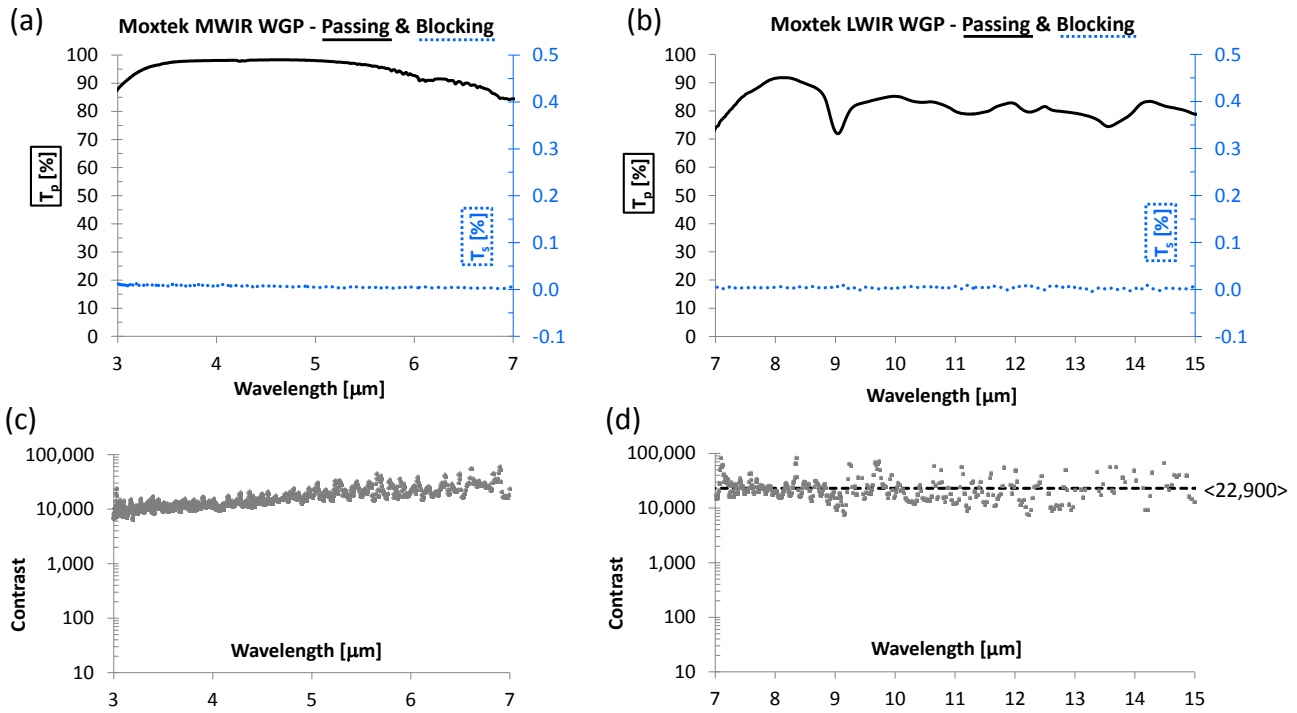 (a)
Moxtek MWIR WGP - Passing & Blocking
100
90
80
70
60
50
40
30
20
10
0
Tp [%]
0.5
0.4
0.3
0.2
0.1
0.0
-0.1
Ts [%]
3 4 5 6 7
Wavelength [µm]
(b)
Moxtek LWIR WGP - Passing & Blocking
100
90
80
70
60
50
40
30
20
10
0
Tp [%]
0.5
0.4
0.3
0.2
0.1
0.0
-0.1
Ts [%]
7 8 9 10 11 12 13 14 15
Wavelength [µm]
(c)
100,000
10,000
1,000
100
10
Contrast
Wavelength [µm]
3 4 5 6 7
(d)
100,000
10,000
1,000
100
10
Contrast
<22,900>
Wavelength [µm]
7 8 9 10 11 12 13 14 15